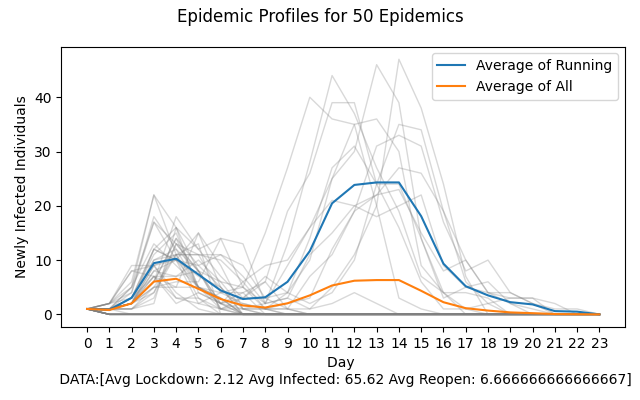 Epidemic Profiles for 50 Epidemics
Newly Infected Individuals
40
30
20
10
0
Average of Running
Average of All
0 1 2 3 4 5 6 7 8 9 10 11 12 13 14 15 16 17 18 19 20 21 22 23
Day
DATA:[Avg Lockdown: 2.12 Avg Infected: 65.62 Avg Reopen: 6.666666666666667]